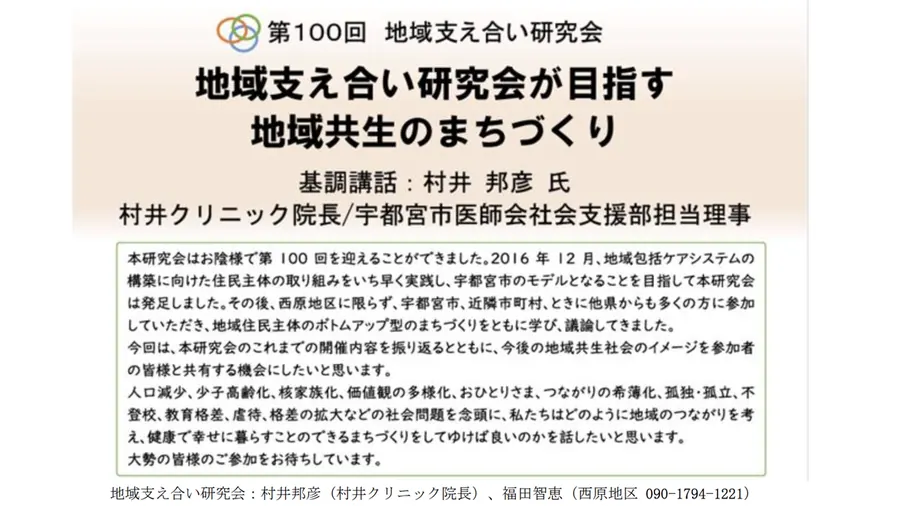 第100回 地域支え合い研究会
地域支え合い研究会が目指す
地域共生のまちづくり
基調講話：村井 邦彦 氏
村井クリニック院長/宇都宮市医師会社会支援部担当理事
本研究会はお陰様で第 100 回を迎えることができました。2016 年 12 月、地域包括ケアシステムの
構築に向けた住民主体の取り組みをいち早く実践し、宇都宮市のモデルとなることを目指して本研究会
は発足しました。その後、西原地区に限らず、宇都宮市、近隣市町村、ときに他県からも多くの方に参加
していただき、地域住民主体のボトムアップ型のまちづくりをともに学び、議論してきました。
今回は、本研究会のこれまでの開催内容を振り返るとともに、今後の地域共生社会のイメージを参加者
の皆様と共有する機会にしたいと思います。
人口減少、少子高齢化、核家族化、価値観の多様化、おひとりさま、つながりの希薄化、孤独・孤立、不
登校、教育格差、虐待、格差の拡大などの社会問題を念頭に、私たちはどのように地域のつながりを考
え、健康で幸せに暮らすことのできるまちづくりをしてゆけば良いのかを話したいと思います。
大勢の皆様のご参加をお待ちしています。
地域支え合い研究会：村井邦彦（村井クリニック院長）、福田智恵（西原地区 090-1794-1221）